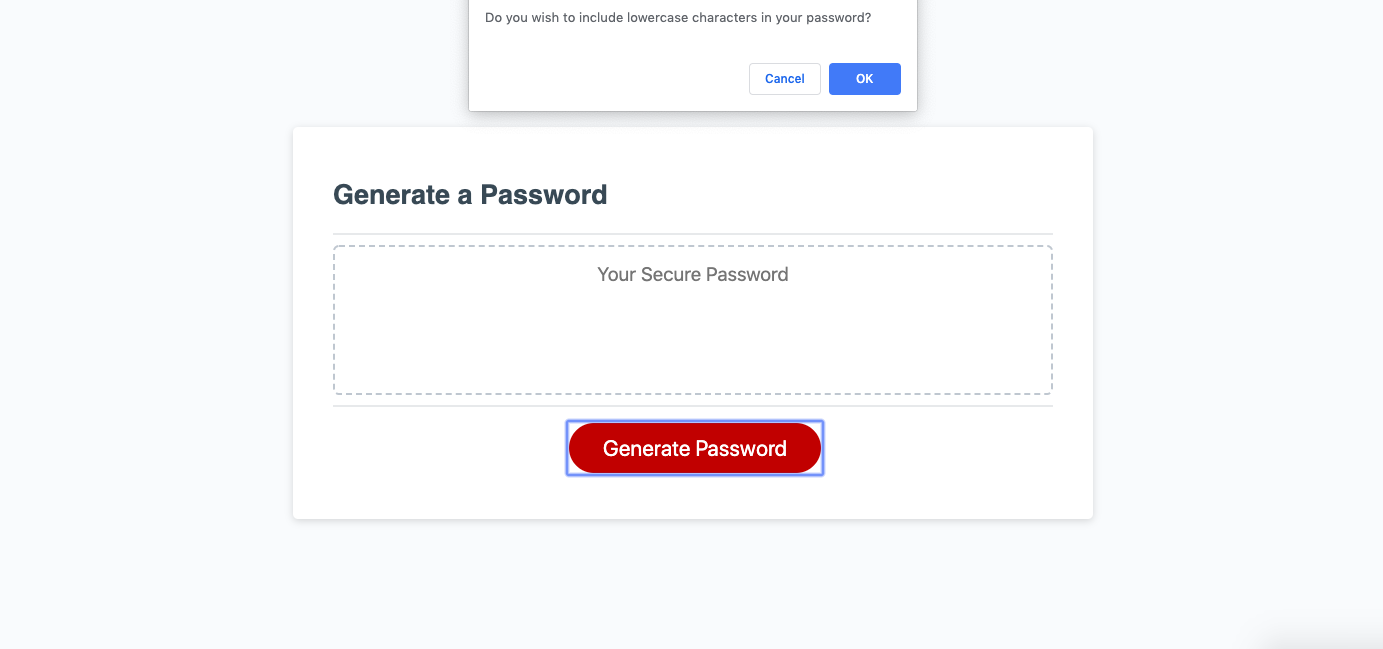 Do you wish to include lowercase characters in your password?
Cancel
OK
Generate a Password
Your Secure Password
Generate Password